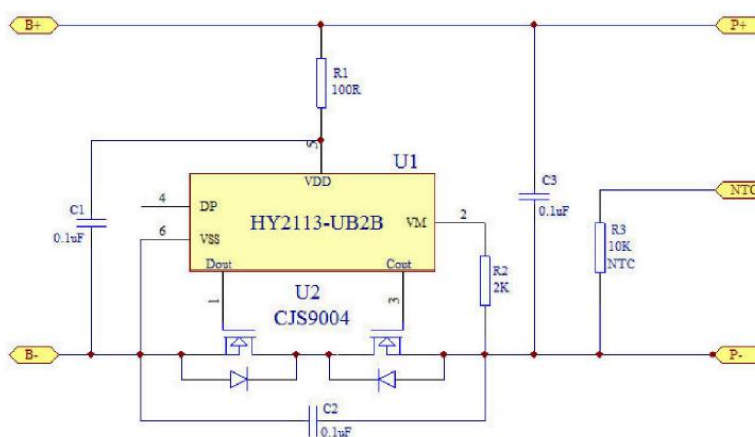 B+
P+
R1
100R
5
U1
VDD
C1
0.1uF
4
DP
HY2113-UB2B
VM
2
C3
0.1uF
NTC
6
VSS
R3
10K
NTC
Dout
Cout
R2
2K
1
U2
CJS9004
3
B-
P-
C2
0.1uF